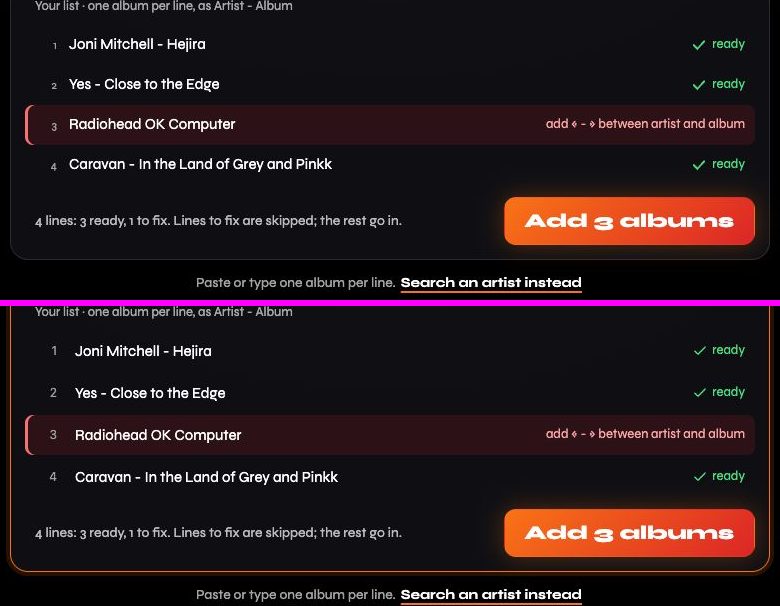 Your list · one album per line, as Artist - Album
1 Joni Mitchell - Hejira ✓ ready
2 Yes - Close to the Edge ✓ ready
3 Radiohead OK Computer add « - » between artist and album
4 Caravan - In the Land of Grey and Pinkk ✓ ready
4 lines: 3 ready, 1 to fix. Lines to fix are skipped; the rest go in. Add 3 albums
Paste or type one album per line. Search an artist instead
Your list · one album per line, as Artist - Album
1 Joni Mitchell - Hejira ✓ ready
2 Yes - Close to the Edge ✓ ready
3 Radiohead OK Computer add « - » between artist and album
4 Caravan - In the Land of Grey and Pinkk ✓ ready
4 lines: 3 ready, 1 to fix. Lines to fix are skipped; the rest go in. Add 3 albums
Paste or type one album per line. Search an artist instead